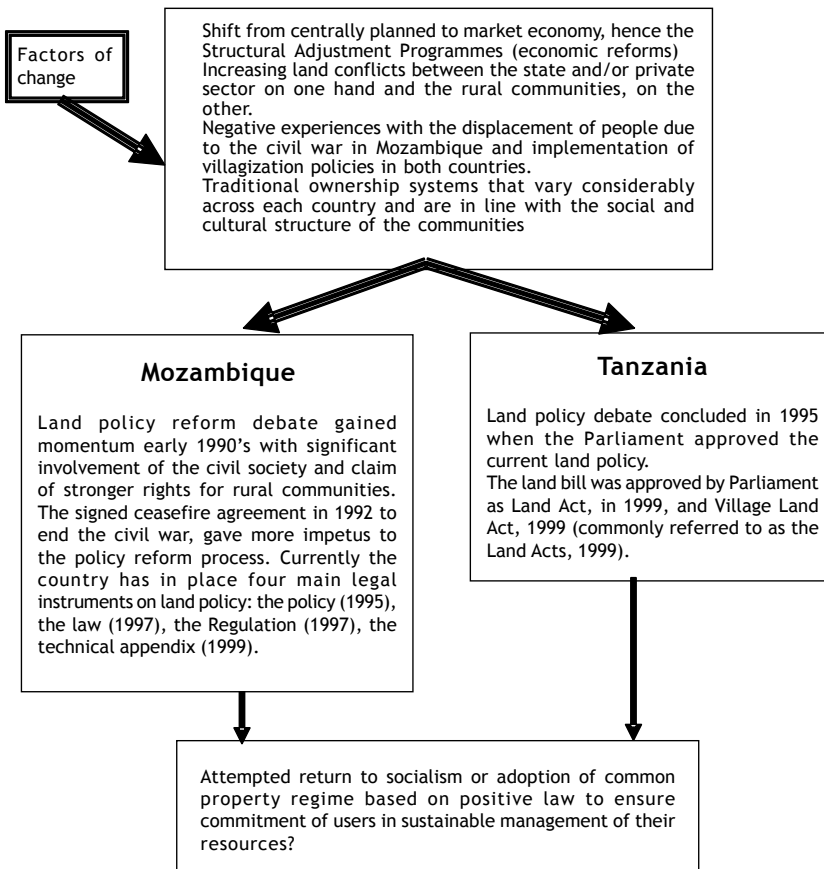 Factors of
change
Shift from centrally planned to market economy, hence the
Structural Adjustment Programmes (economic reforms)
Increasing land conflicts between the state and/or private
sector on one hand and the rural communities, on the
other.
Negative experiences with the displacement of people due
to the civil war in Mozambique and implementation of
villagization policies in both countries.
Traditional ownership systems that vary considerably
across each country and are in line with the social and
cultural structure of the communities
Mozambique
Land policy reform debate gained
momentum early 1990’s with significant
involvement of the civil society and claim
of stronger rights for rural communities.
The signed ceasefire agreement in 1992 to
end the civil war, gave more impetus to
the policy reform process. Currently the
country has in place four main legal
instruments on land policy: the policy (1995),
the law (1997), the Regulation (1997), the
technical appendix (1999).
Tanzania
Land policy debate concluded in 1995
when the Parliament approved the
current land policy.
The land bill was approved by Parliament
as Land Act, in 1999, and Village Land
Act, 1999 (commonly referred to as the
Land Acts, 1999).
Attempted return to socialism or adoption of common
property regime based on positive law to ensure
commitment of users in sustainable management of their
resources?